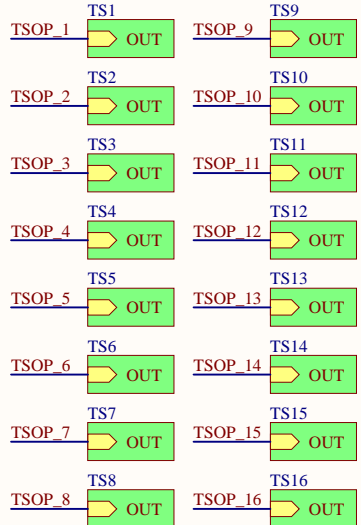 TS1 TS9
TSOP_1 OUT TSOP_9 OUT
TS2 TS10
TSOP_2 OUT TSOP_10 OUT
TS3 TS11
TSOP_3 OUT TSOP_11 OUT
TS4 TS12
TSOP_4 OUT TSOP_12 OUT
TS5 TS13
TSOP_5 OUT TSOP_13 OUT
TS6 TS14
TSOP_6 OUT TSOP_14 OUT
TS7 TS15
TSOP_7 OUT TSOP_15 OUT
TS8 TS16
TSOP_8 OUT TSOP_16 OUT